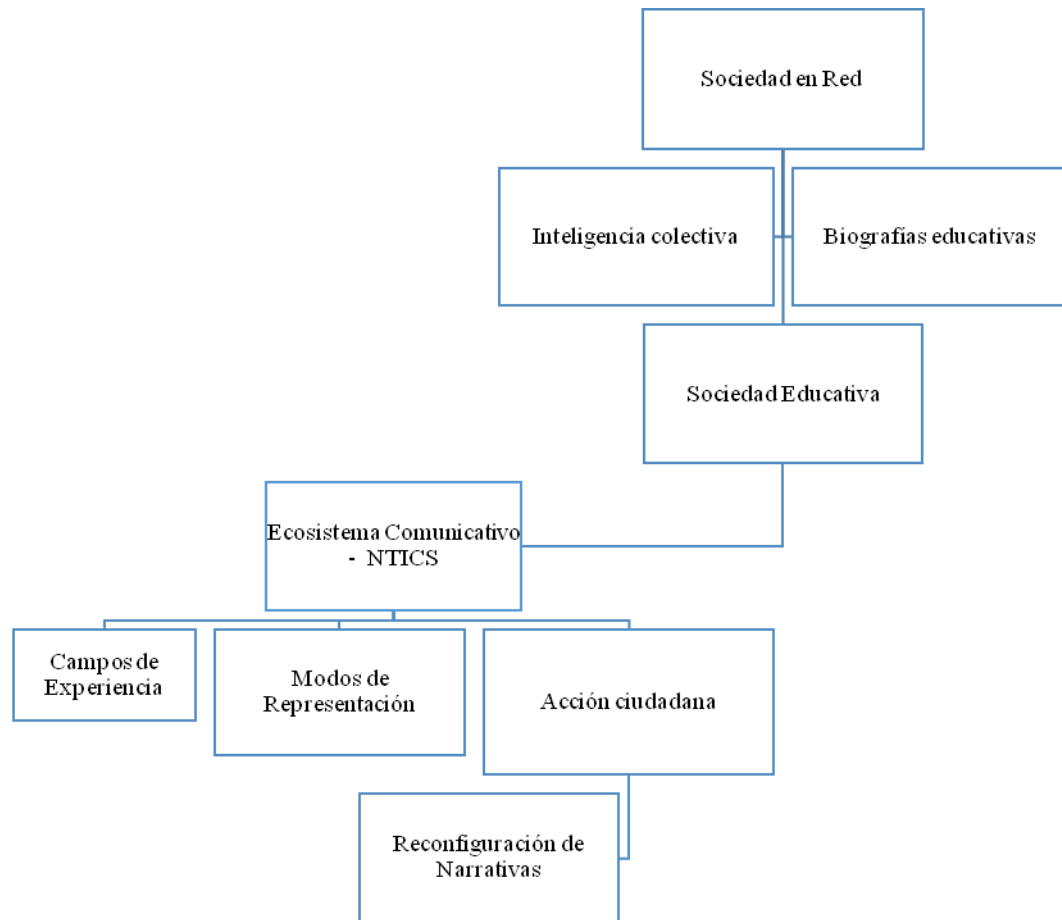 Sociedad en Red
Inteligencia colectiva
Biografías educativas
Sociedad Educativa
Ecosistema Comunicativo
- NTICS
Campos de
Experiencia
Modos de
Representación
Acción ciudadana
Reconfiguración de
Narrativas